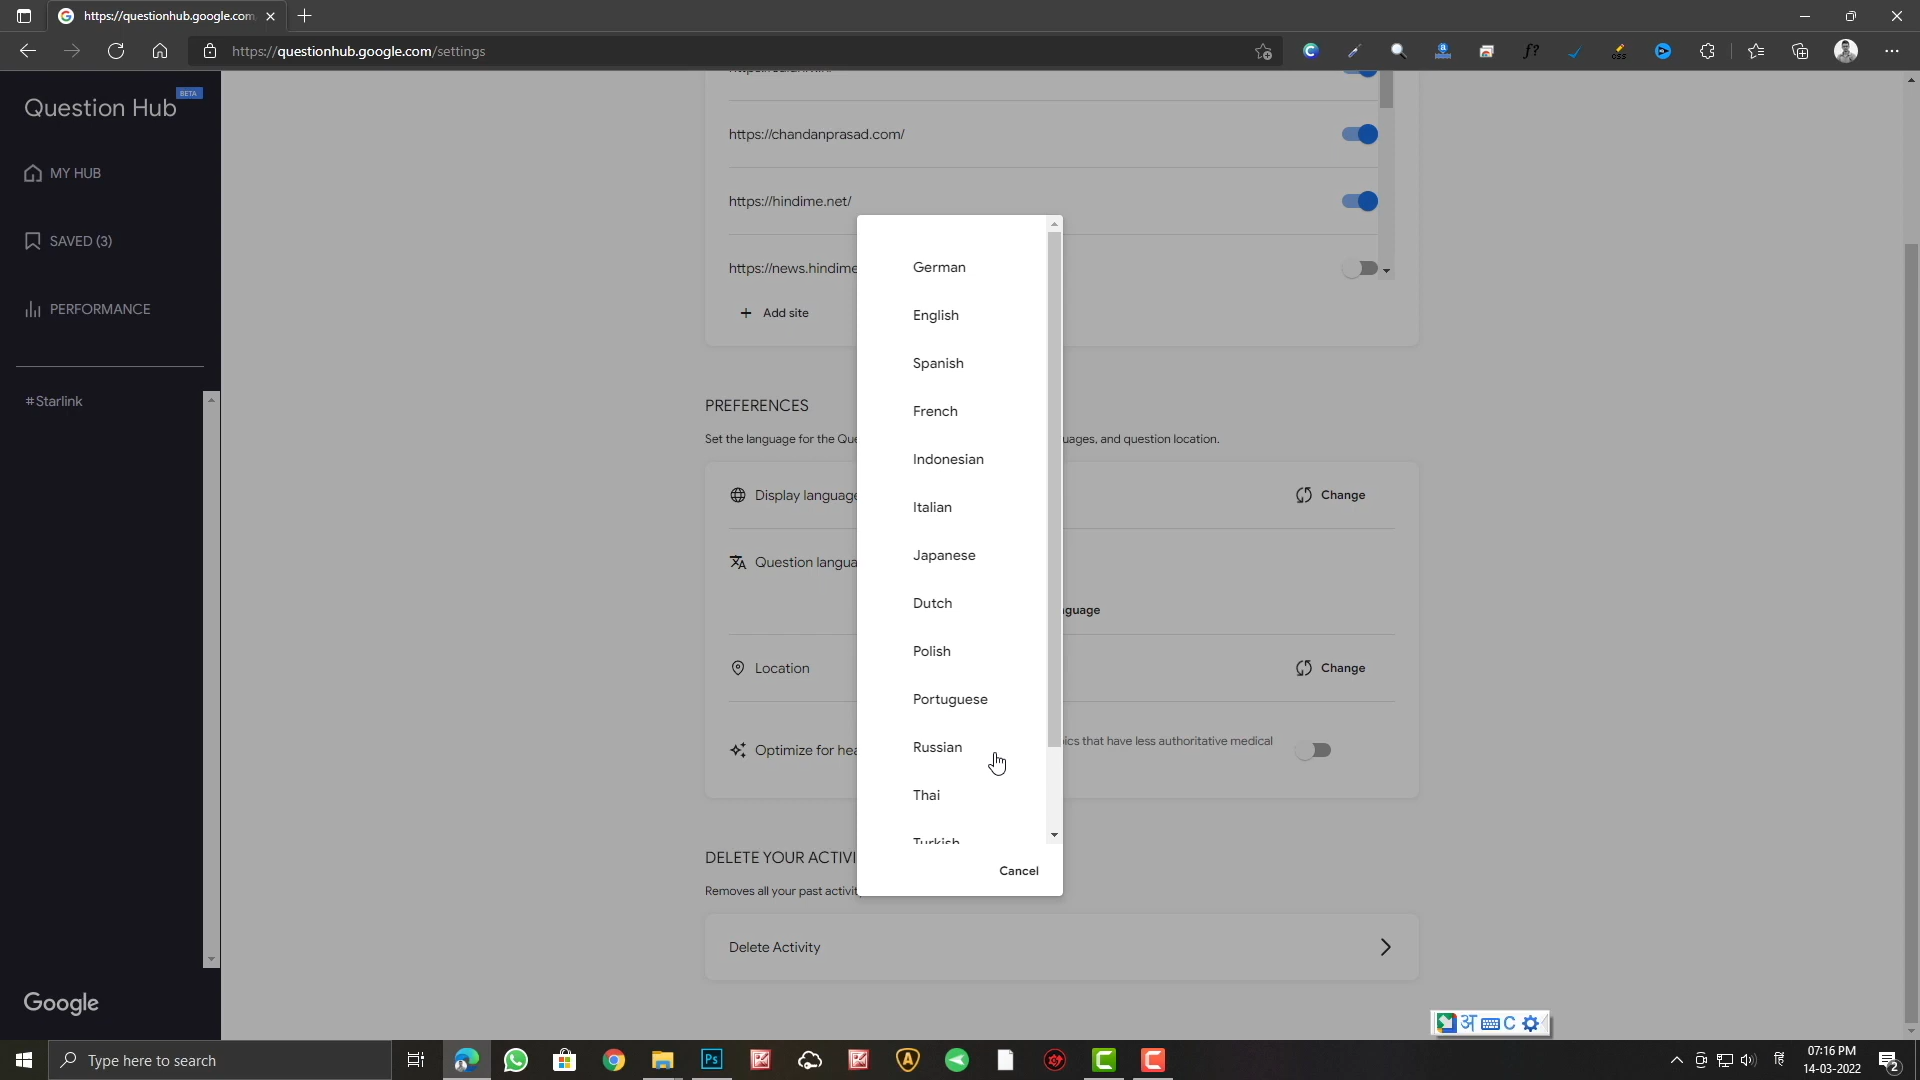 https://questionhub.google.com
https://questionhub.google.com/settings
Question Hub
BETA
MY HUB
SAVED (3)
PERFORMANCE
#Starlink
Google
https://chandanprasad.com/
https://hindime.net/
https://news.hindime
+ Add site
PREFERENCES
Set the language for the Que
uages, and question location.
Display language
Change
Question langua
guage
Location
Change
Optimize for hea
ics that have less authoritative medical
DELETE YOUR ACTIVI
Removes all your past activit
Delete Activity
German
English
Spanish
French
Indonesian
Italian
Japanese
Dutch
Polish
Portuguese
Russian
Thai
Turkish
Cancel
अ C
Type here to search
हिं
07:16 PM
14-03-2022
2